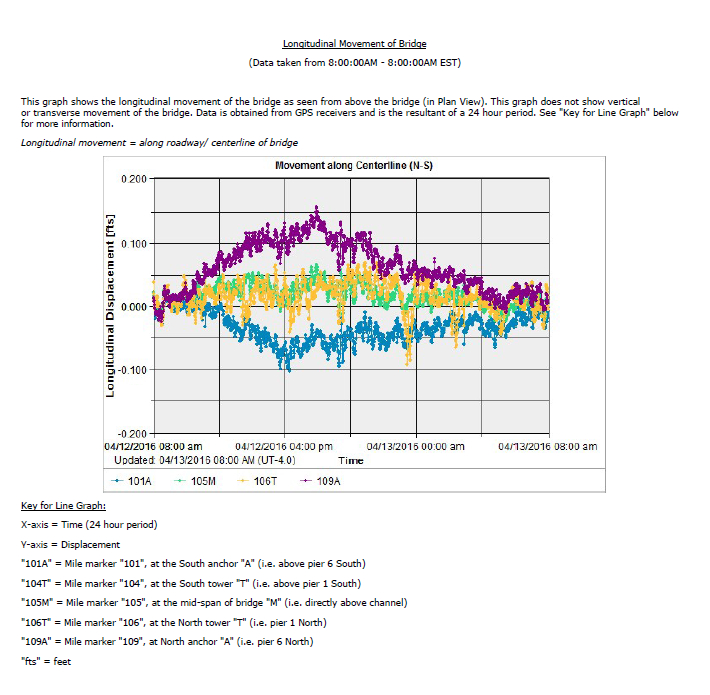 Longitudinal Movement of Bridge
(Data taken from 8:00:00AM - 8:00:00AM EST)
This graph shows the longitudinal movement of the bridge as seen from above the bridge (in Plan View). This graph does not show vertical
or transverse movement of the bridge. Data is obtained from GPS receivers and is the resultant of a 24 hour period. See "Key for Line Graph" below
for more information.
Longitudinal movement = along roadway/ centerline of bridge
Movement along Centerlline (N-S)
Longitudinal Displacement [fts]
0.200
0.100
0.000
-0.100
-0.200
04/12/2016 08:00 am 04/12/2016 04:00 pm 04/13/2016 00:00 am 04/13/2016 08:00 am
Updated: 04/13/2016 08:00 AM (UT-4.0) Time
101A 105M 106T 109A
Key for Line Graph:
X-axis = Time (24 hour period)
Y-axis = Displacement
"101A" = Mile marker "101", at the South anchor "A" (i.e. above pier 6 South)
"104T" = Mile marker "104", at the South tower "T" (i.e. above pier 1 South)
"105M" = Mile marker "105", at the mid-span of bridge "M" (i.e. directly above channel)
"106T" = Mile marker "106", at the North tower "T" (i.e. pier 1 North)
"109A" = Mile marker "109", at North anchor "A" (i.e. pier 6 North)
"fts" = feet